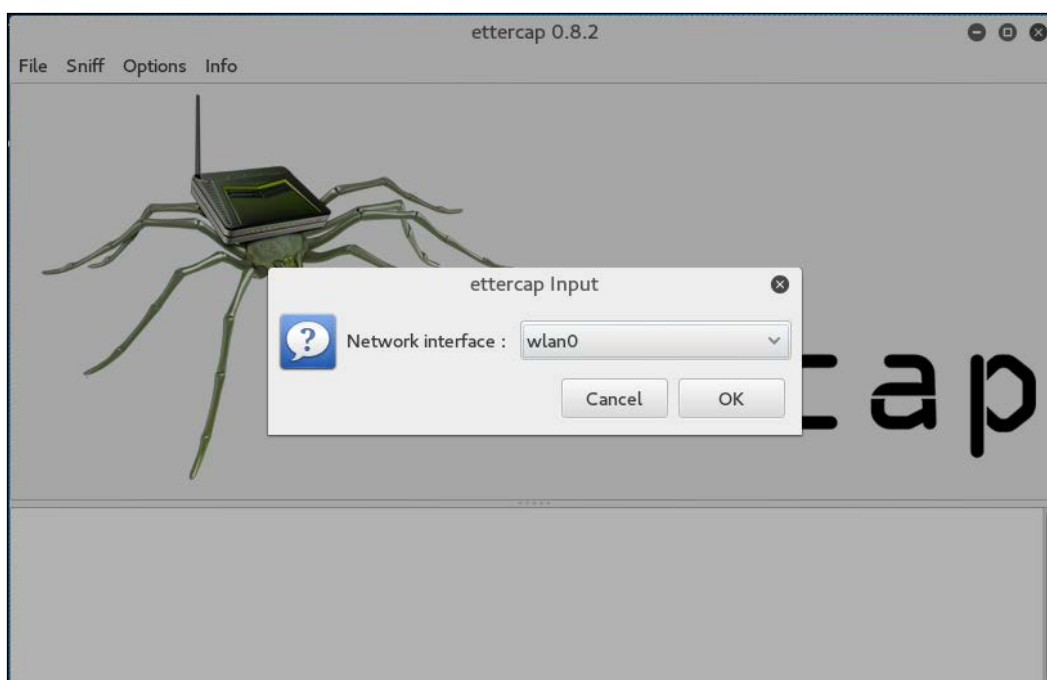 ettercap 0.8.2
File Sniff Options Info
ettercap Input
Network interface : wlan0
Cancel OK
cap